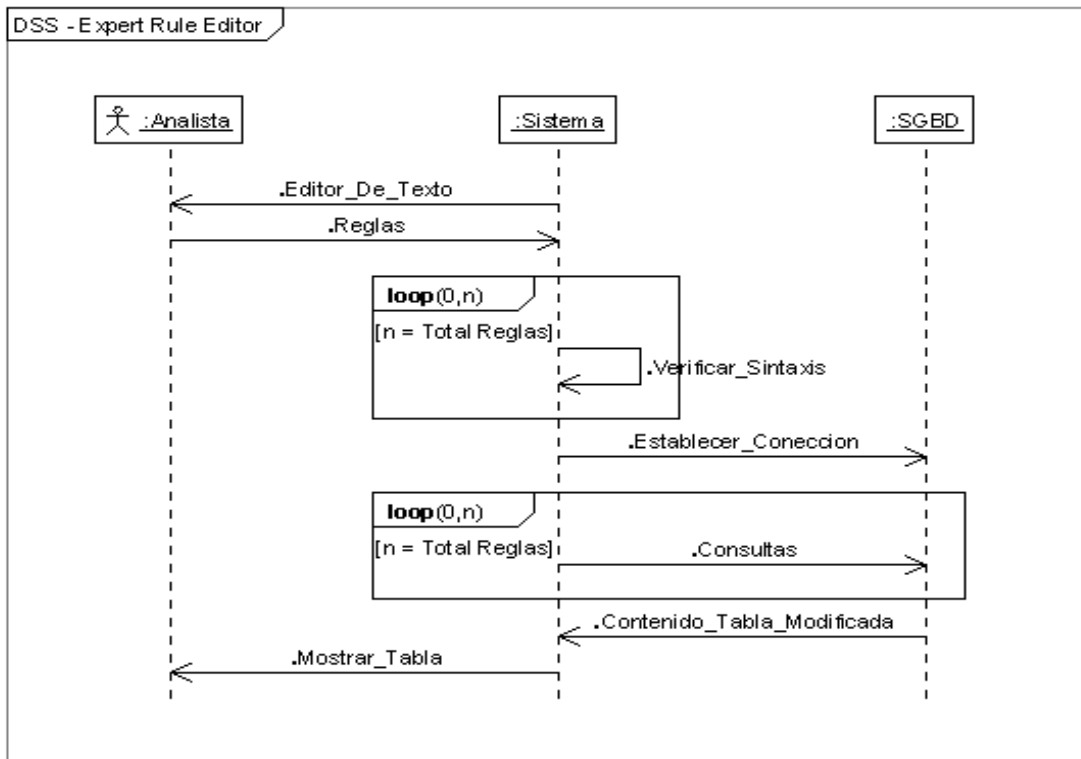 DSS - Expert Rule Editor
:Analista
:Sistema
:SGBD
.Editor_De_Texto
.Reglas
loop(0,n)
[n = Total Reglas]
.Verificar_Sintaxis
.Establecer_Coneccion
loop(0,n)
[n = Total Reglas]
.Consultas
.Contenido_Tabla_Modificada
.Mostrar_Tabla